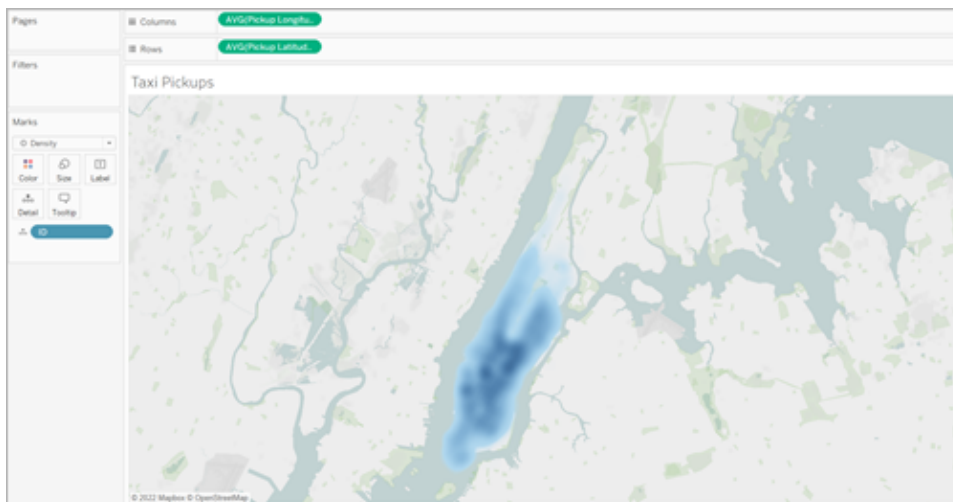 Pages
Columns
AVG(Pickup Longitu..
Rows
AVG(Pickup Latitud..
Filters
Taxi Pickups
Marks
Density
Color Size Label
Detail Tooltip
ID
© 2022 Mapbox © OpenStreetMap